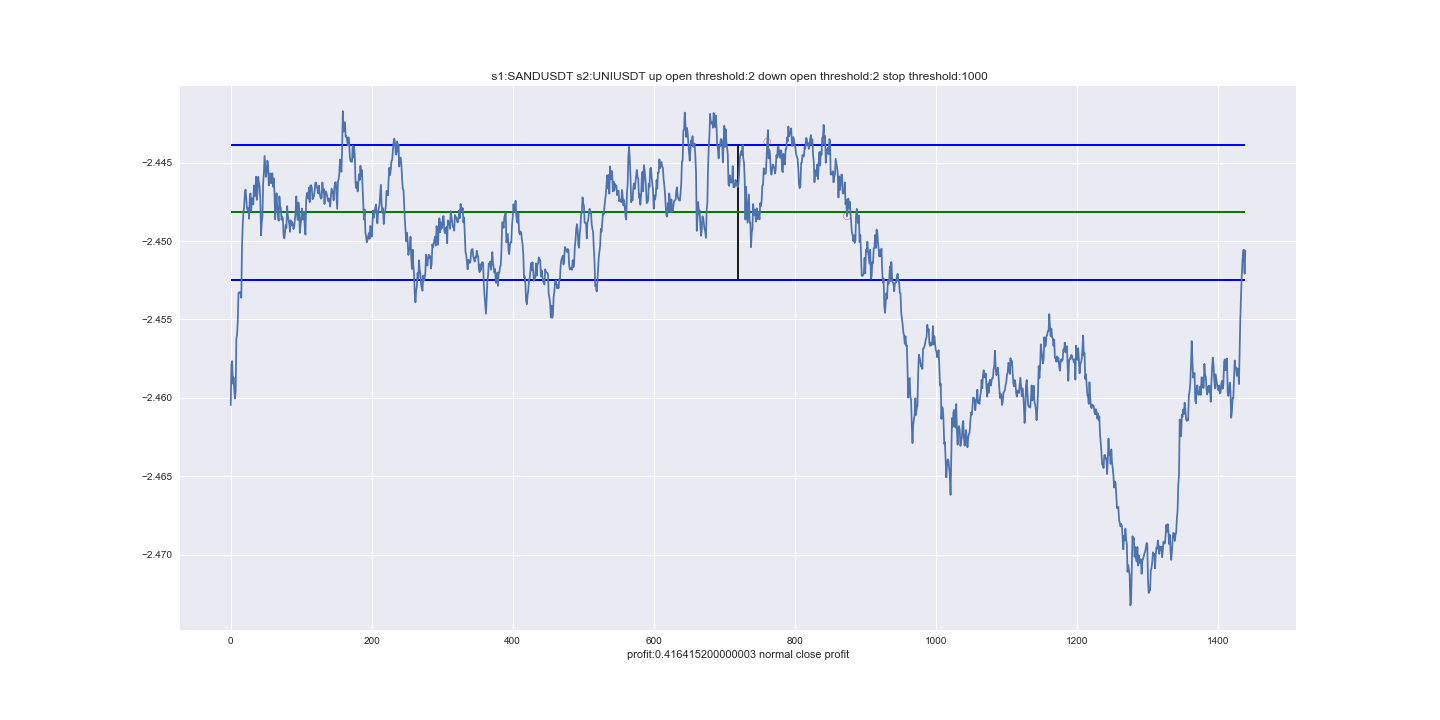 s1:SANDUSDT s2:UNIUSDT up open threshold:2 down open threshold:2 stop threshold:1000
−2.445
−2.450
−2.455
−2.460
−2.465
−2.470
0 200 400 600 800 1000 1200 1400
profit:0.416415200000003 normal close profit